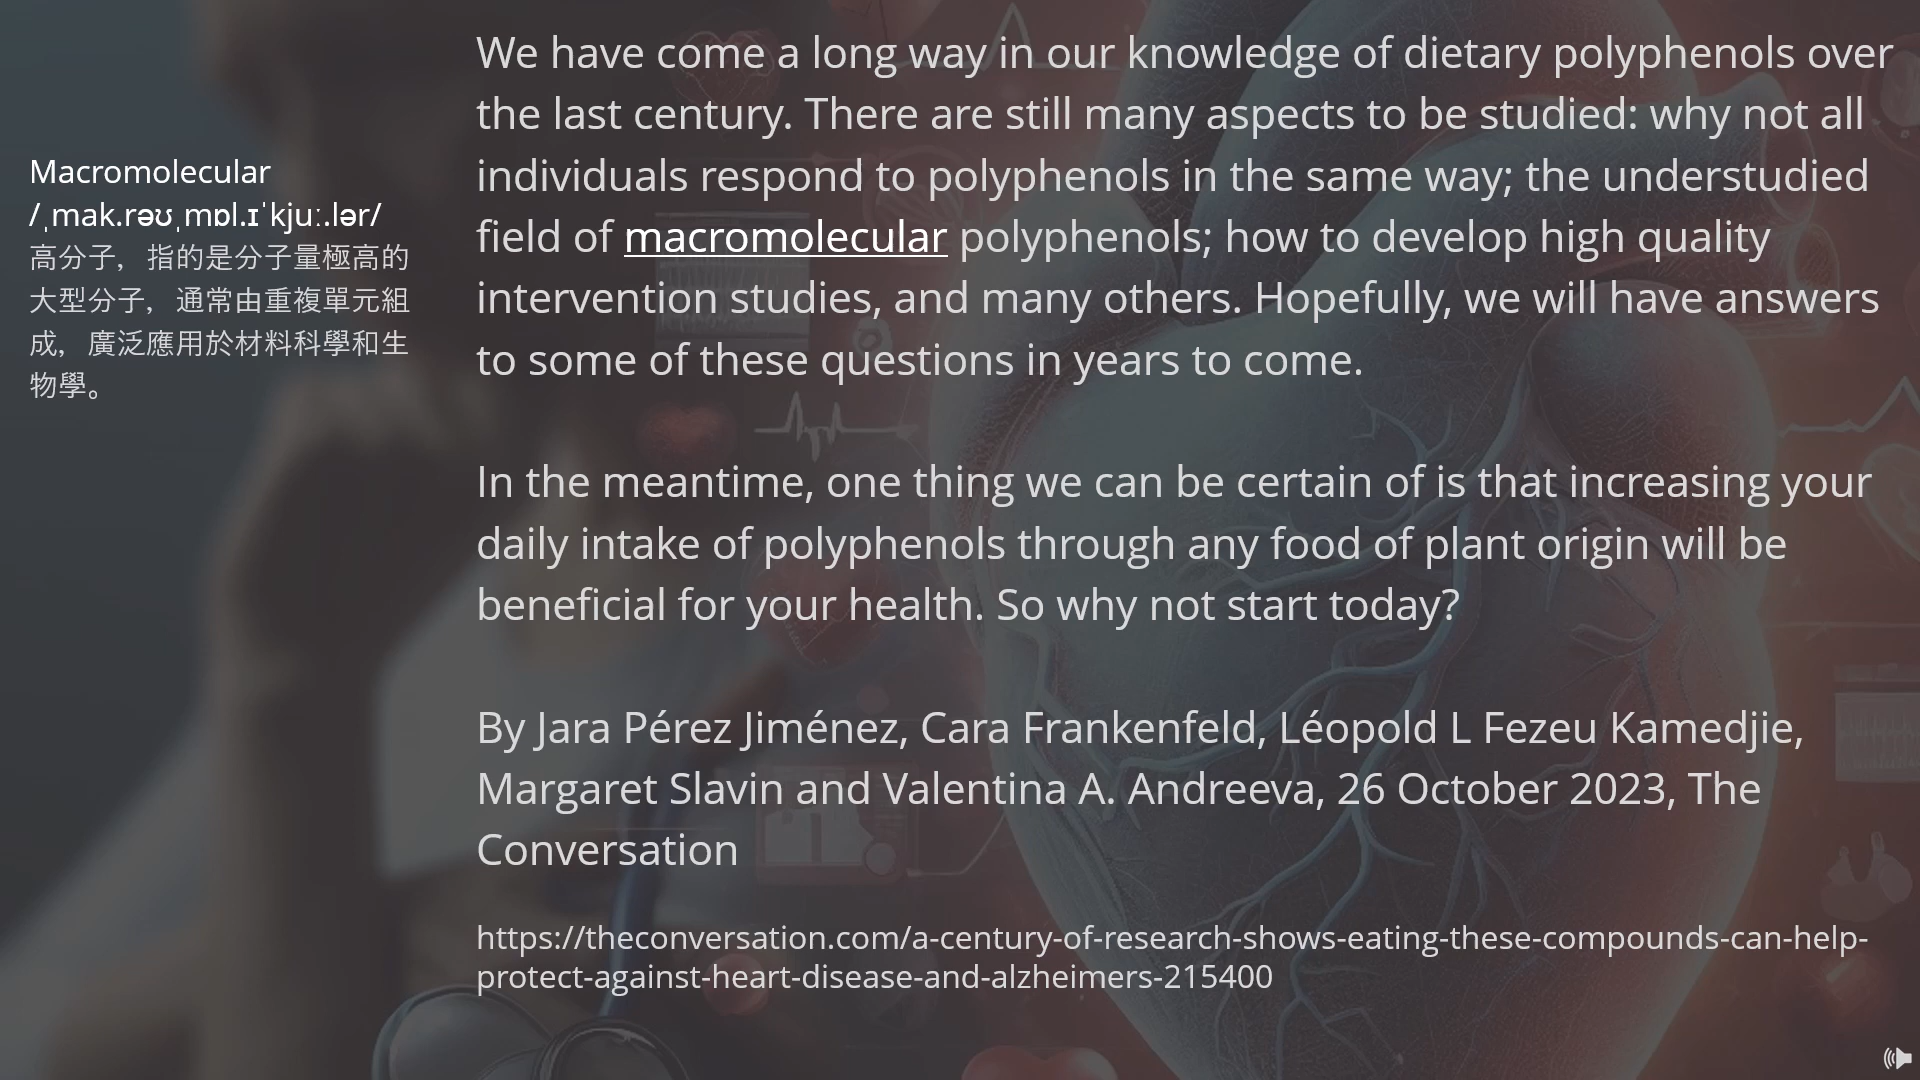 Macromolecular
/ˌmak.rəʊˌmɒl.ɪˈkjuː.lər/
高分子，指的是分子量極高的
大型分子，通常由重複單元組
成，廣泛應用於材料科學和生
物學。
We have come a long way in our knowledge of dietary polyphenols over
the last century. There are still many aspects to be studied: why not all
individuals respond to polyphenols in the same way; the understudied
field of macromolecular polyphenols; how to develop high quality
intervention studies, and many others. Hopefully, we will have answers
to some of these questions in years to come.
In the meantime, one thing we can be certain of is that increasing your
daily intake of polyphenols through any food of plant origin will be
beneficial for your health. So why not start today?
By Jara Pérez Jiménez, Cara Frankenfeld, Léopold L Fezeu Kamedjie,
Margaret Slavin and Valentina A. Andreeva, 26 October 2023, The
Conversation
https://theconversation.com/a-century-of-research-shows-eating-these-compounds-can-help-
protect-against-heart-disease-and-alzheimers-215400